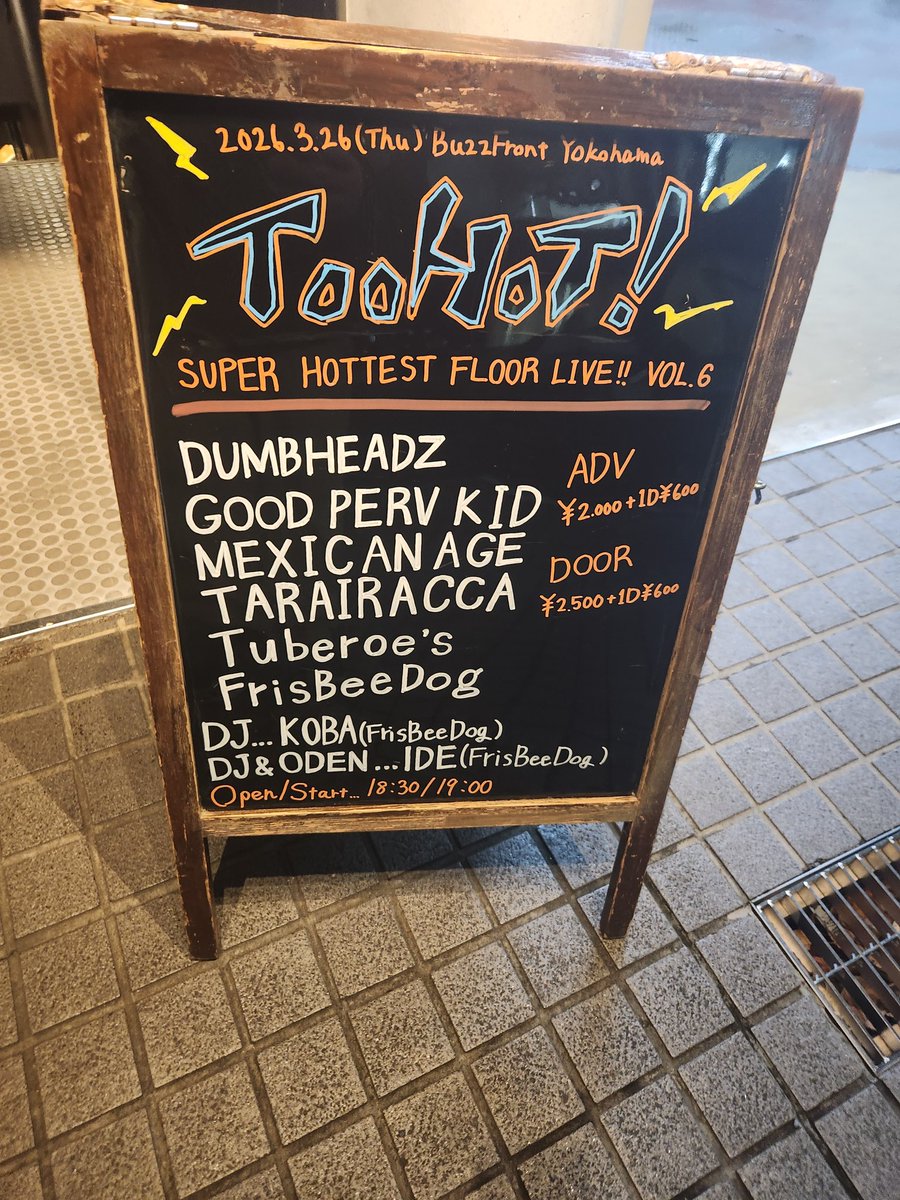 2026.3.26(Thu) BuzzFront Yokohama
TooHoT!
SUPER HOTTEST FLOOR LIVE!! VOL.6
DUMBHEADZ
GOOD PERV KID
MEXICAN AGE
TARAIRACCA
Tuberoe's
FrisBeeDog
ADV
¥2.000+1D¥600
DOOR
¥2.500+1D¥600
DJ... KOBA(FrisBeeDog)
DJ&ODEN...IDE(FrisBeeDog)
Open/Start... 18:30/19:00